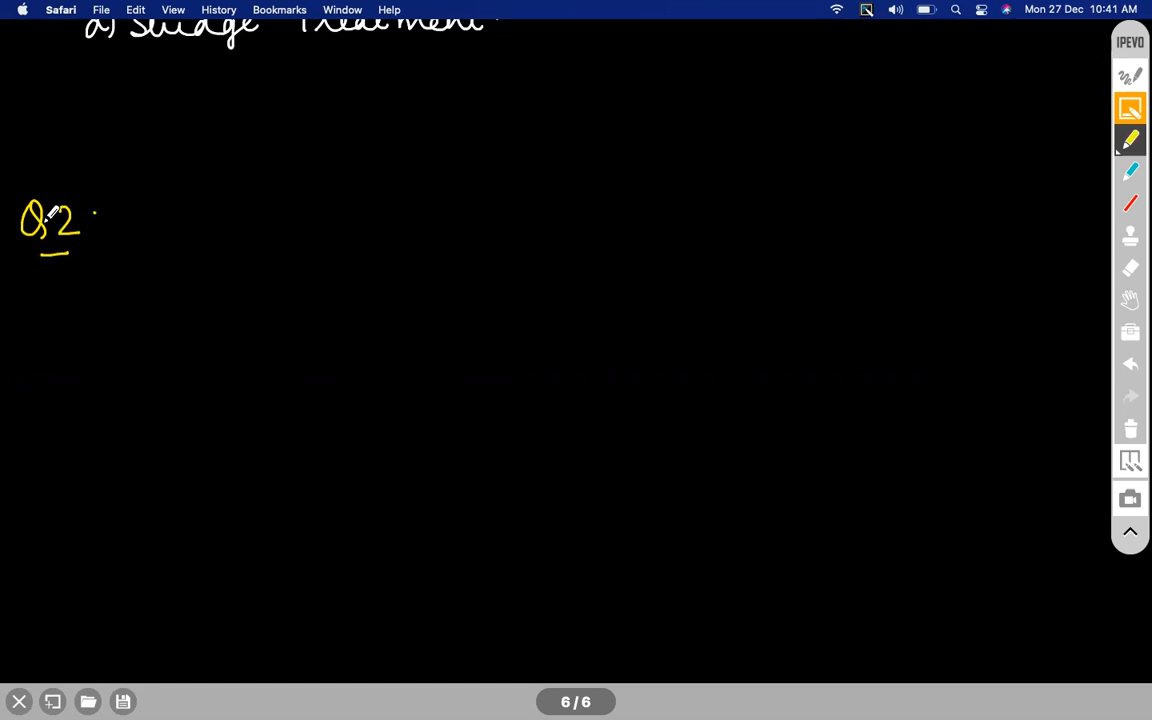 Safari File Edit View History Bookmarks Window Help Mon 27 Dec 10:41 AM
d) Sludge Treatment
IPEVO
Q.2
6 / 6